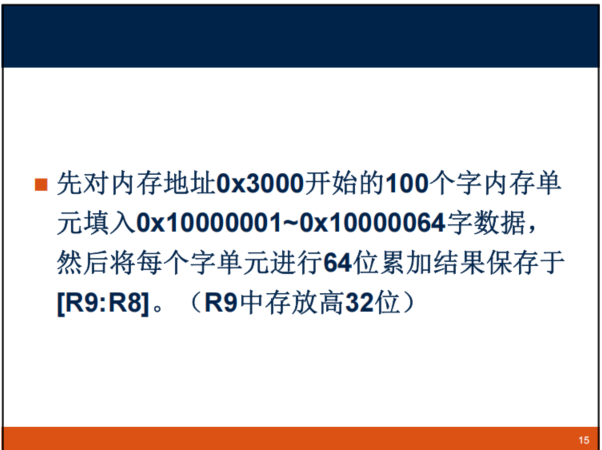 先对内存地址0x3000开始的100个字内存单
元填入0x10000001~0x10000064字数据，
然后将每个字单元进行64位累加结果保存于
[R9:R8]。（R9中存放高32位）
15